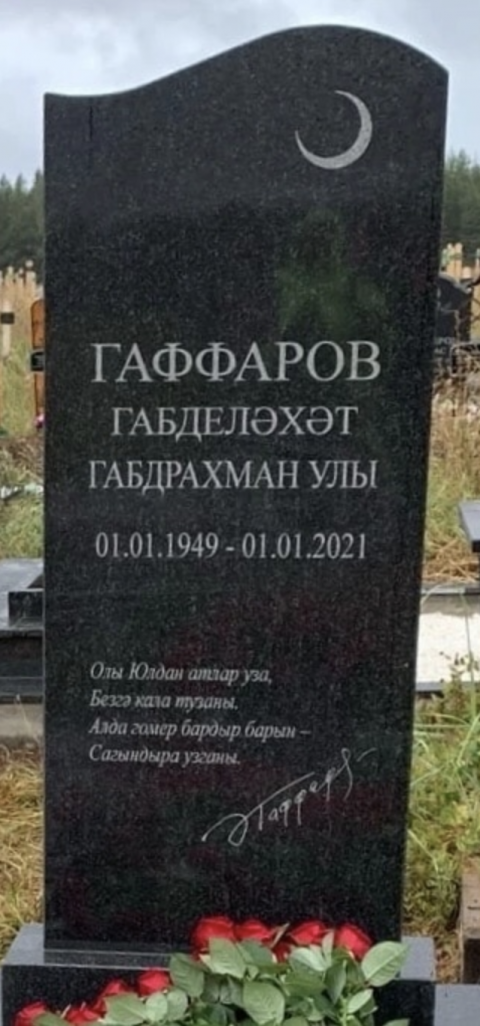 ГАФФАРОВ
ГАБДЕЛӘХӘТ
ГАБДРАХМАН УЛЫ
01.01.1949 - 01.01.2021
Олы Юлдан атлар уза,
Безгә кала тузаны.
Алда гомер бардыр барын –
Сагындыра узганы.
ӘГаффаров